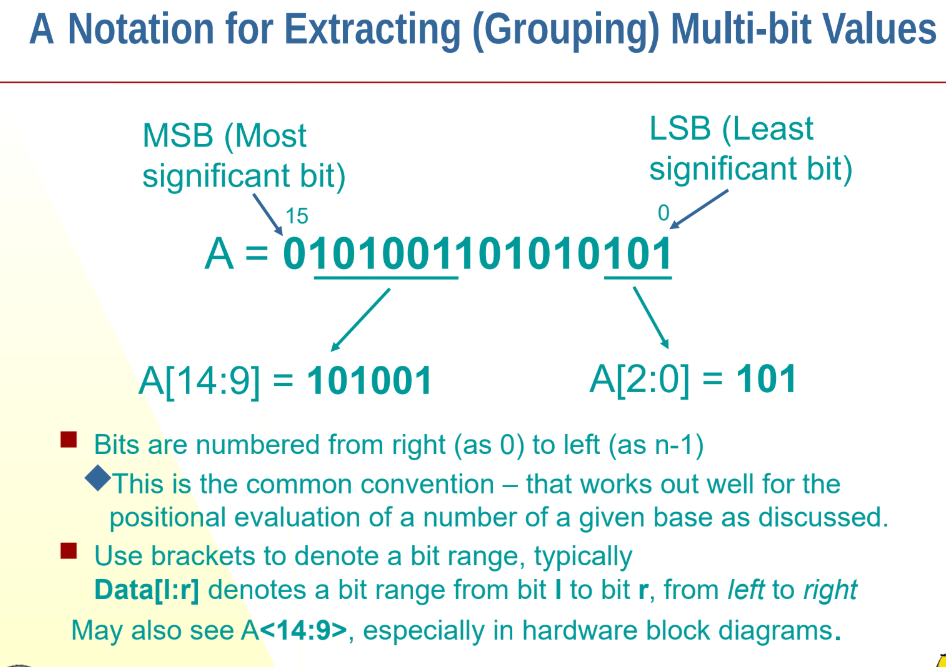 A Notation for Extracting (Grouping) Multi-bit Values
MSB (Most
significant bit)
LSB (Least
significant bit)
15
0
A = 0101001101010101
A[14:9] = 101001
A[2:0] = 101
Bits are numbered from right (as 0) to left (as n-1)
This is the common convention – that works out well for the
positional evaluation of a number of a given base as discussed.
Use brackets to denote a bit range, typically
Data[l:r] denotes a bit range from bit l to bit r, from left to right
May also see A<14:9>, especially in hardware block diagrams.